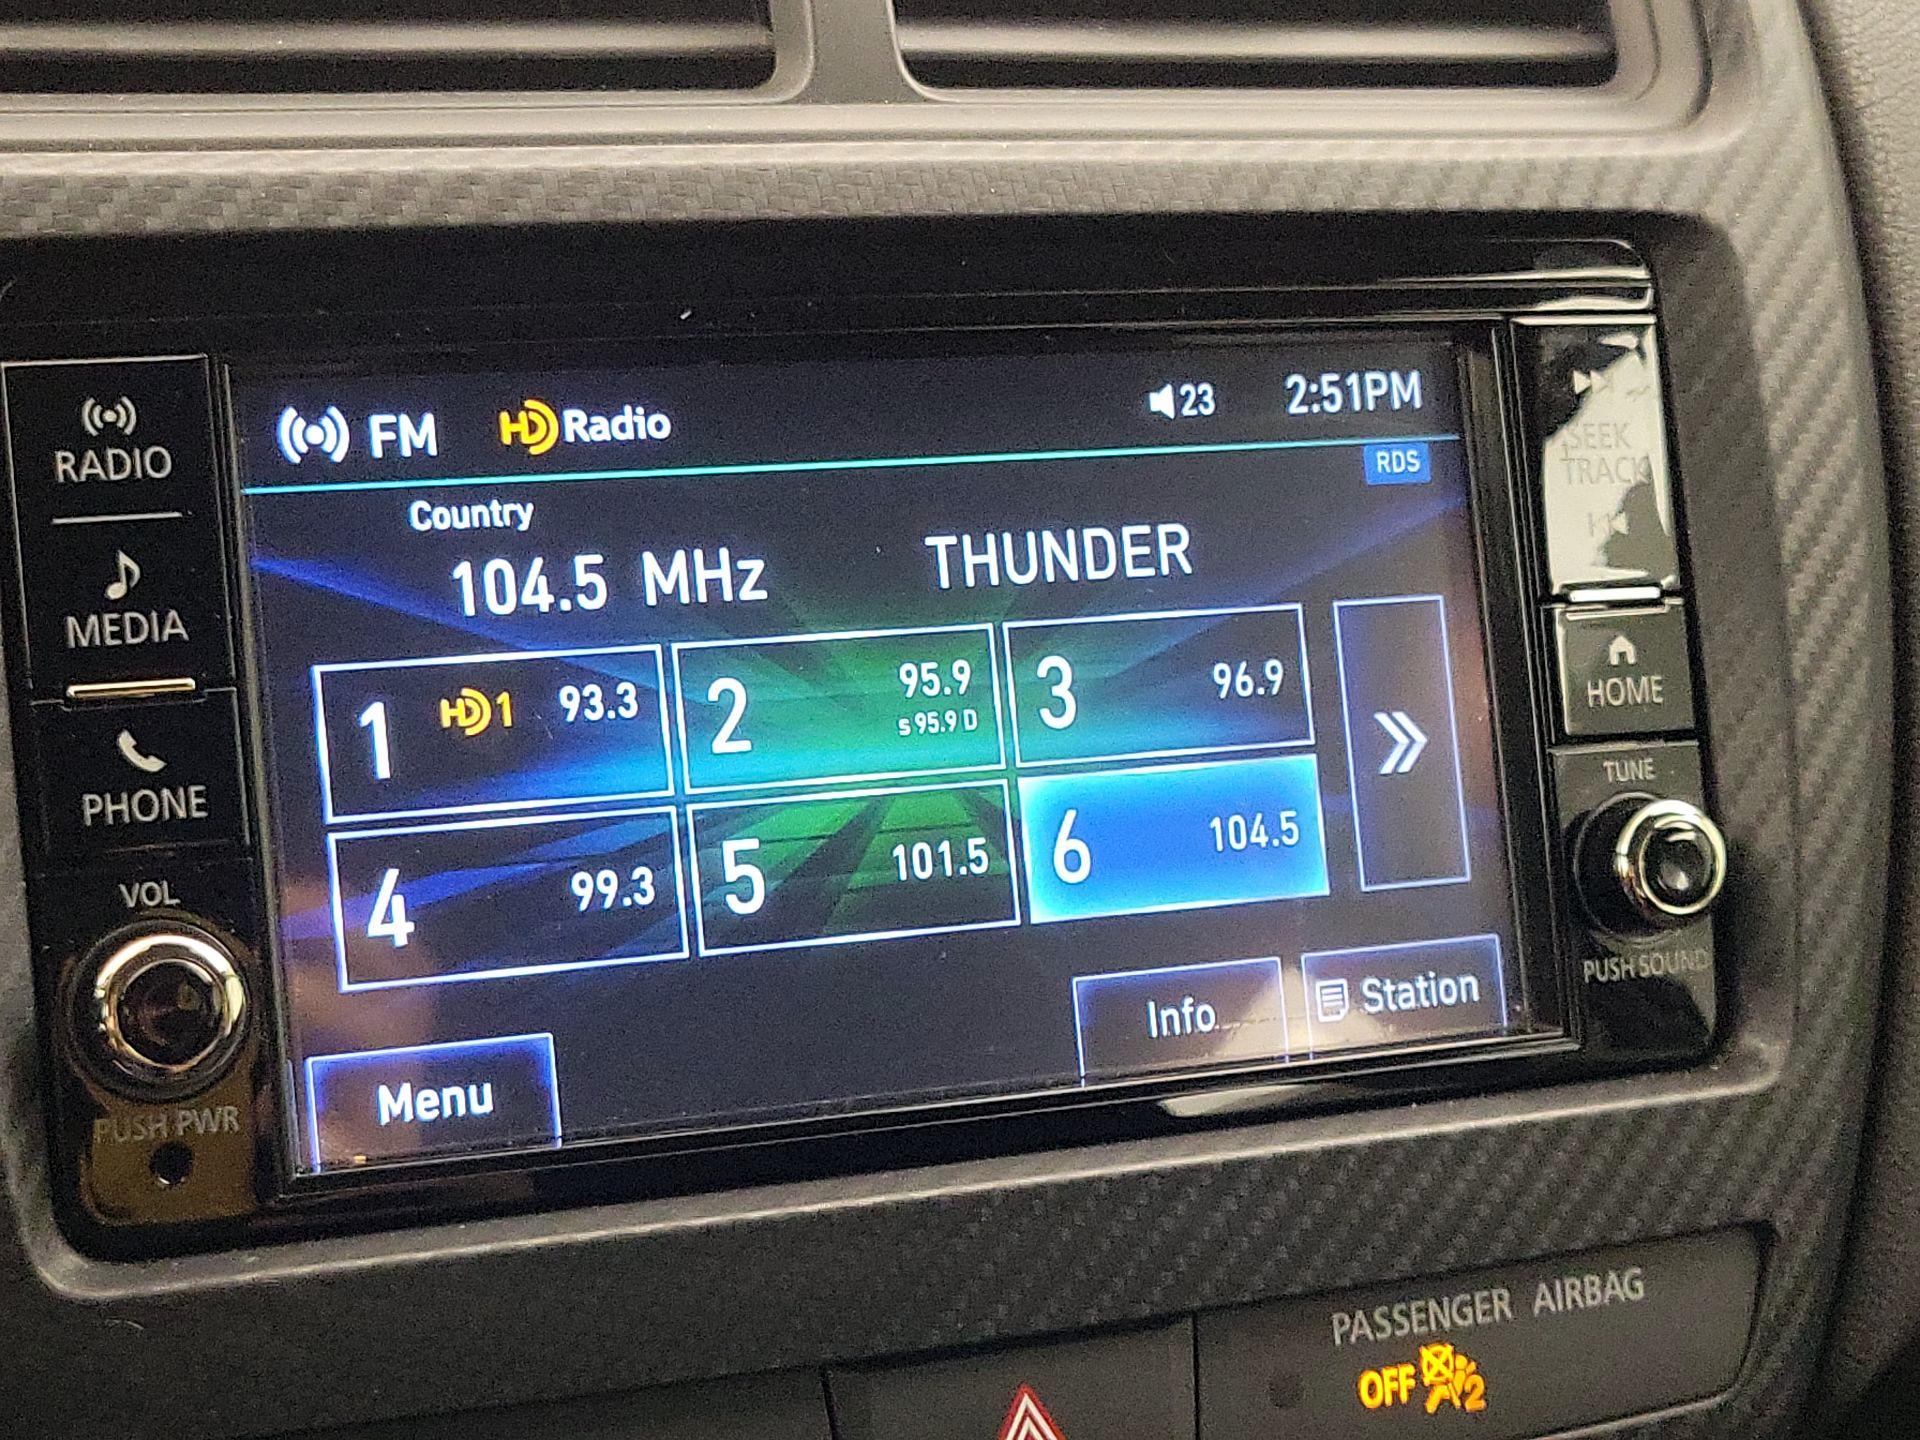 FM HD Radio 23 2:51PM
RDS
Country
104.5 MHz THUNDER
1 HD1 93.3
2 95.9
s 95.9 D
3 96.9
4 99.3
5 101.5
6 104.5
Menu
Info
Station
RADIO
MEDIA
PHONE
VOL
PUSH PWR
SEEK
TRACK
HOME
TUNE
PUSH SOUND
PASSENGER AIRBAG
OFF 2